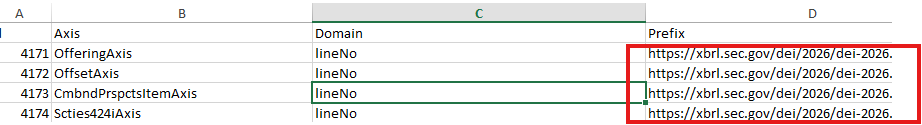 A B C D
Axis Domain Prefix
4171 OfferingAxis lineNo https://xbrl.sec.gov/dei/2026/dei-2026.
4172 OffsetAxis lineNo https://xbrl.sec.gov/dei/2026/dei-2026.
4173 CmbndPrspctsItemAxis lineNo https://xbrl.sec.gov/dei/2026/dei-2026.
4174 Scties424iAxis lineNo https://xbrl.sec.gov/dei/2026/dei-2026.